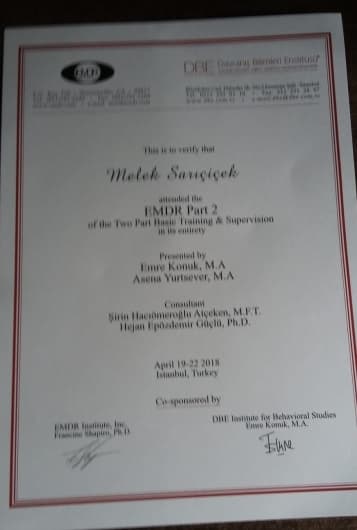 EMDR
DBE Davranış Bilimleri Enstitüsü
This is to verify that
Melek Sarıçiçek
attended the
EMDR Part 2
of the Two Part Basic Training & Supervision
in its entirety
Presented by
Emre Konuk, M.A
Asena Yurtsever, M.A
Consultant
Şirin Hacıömeroğlu Atçeken, M.F.T.
Hejan Epözdemir Güçlü, Ph.D.
April 19-22 2018
Istanbul, Turkey
Co-sponsored by
EMDR Institute, Inc.
Francine Shapiro, Ph.D.
DBE Institute for Behavioral Studies
Emre Konuk, M.A.